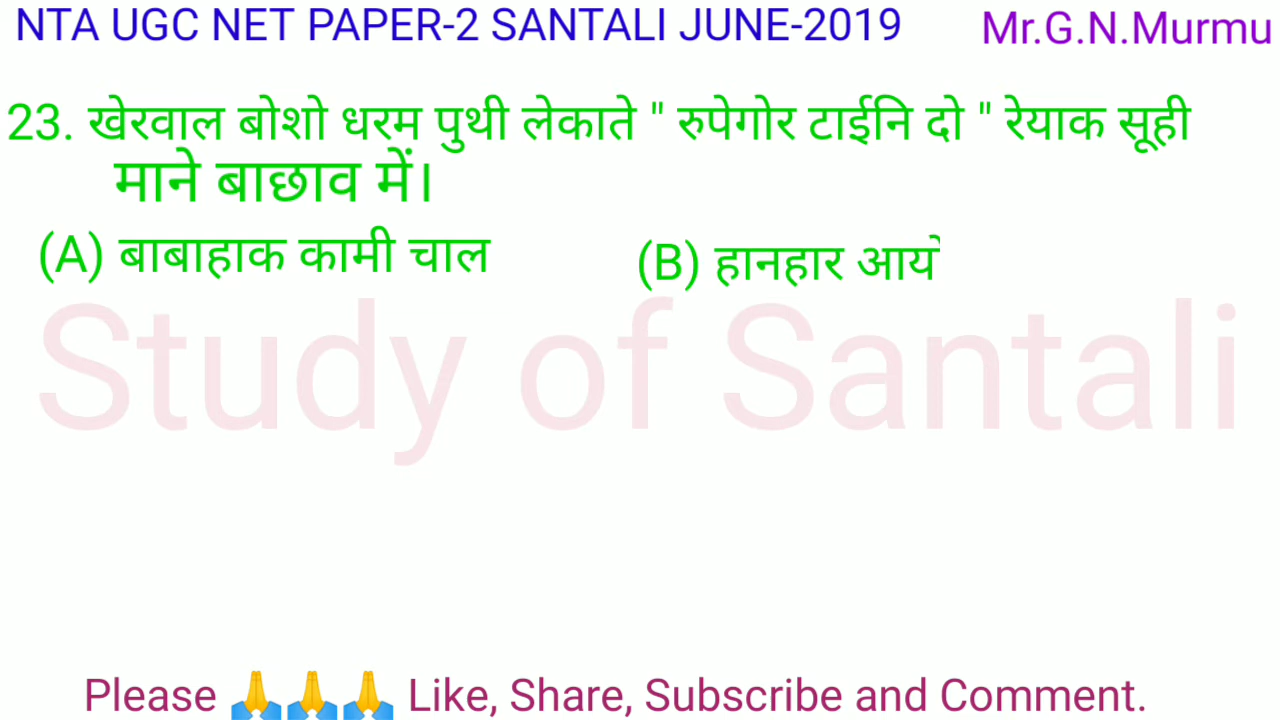 NTA UGC NET PAPER-2 SANTALI JUNE-2019 Mr.G.N.Murmu
23. खेरवाल बोशो धरम पुथी लेकाते " रुपेगोर टाईनि दो " रेयाक सूही
माने बाछाव में।
(A) बाबाहाक कामी चाल (B) हानहार आयो
Study of Santali
Please 🙏🙏🙏 Like, Share, Subscribe and Comment.